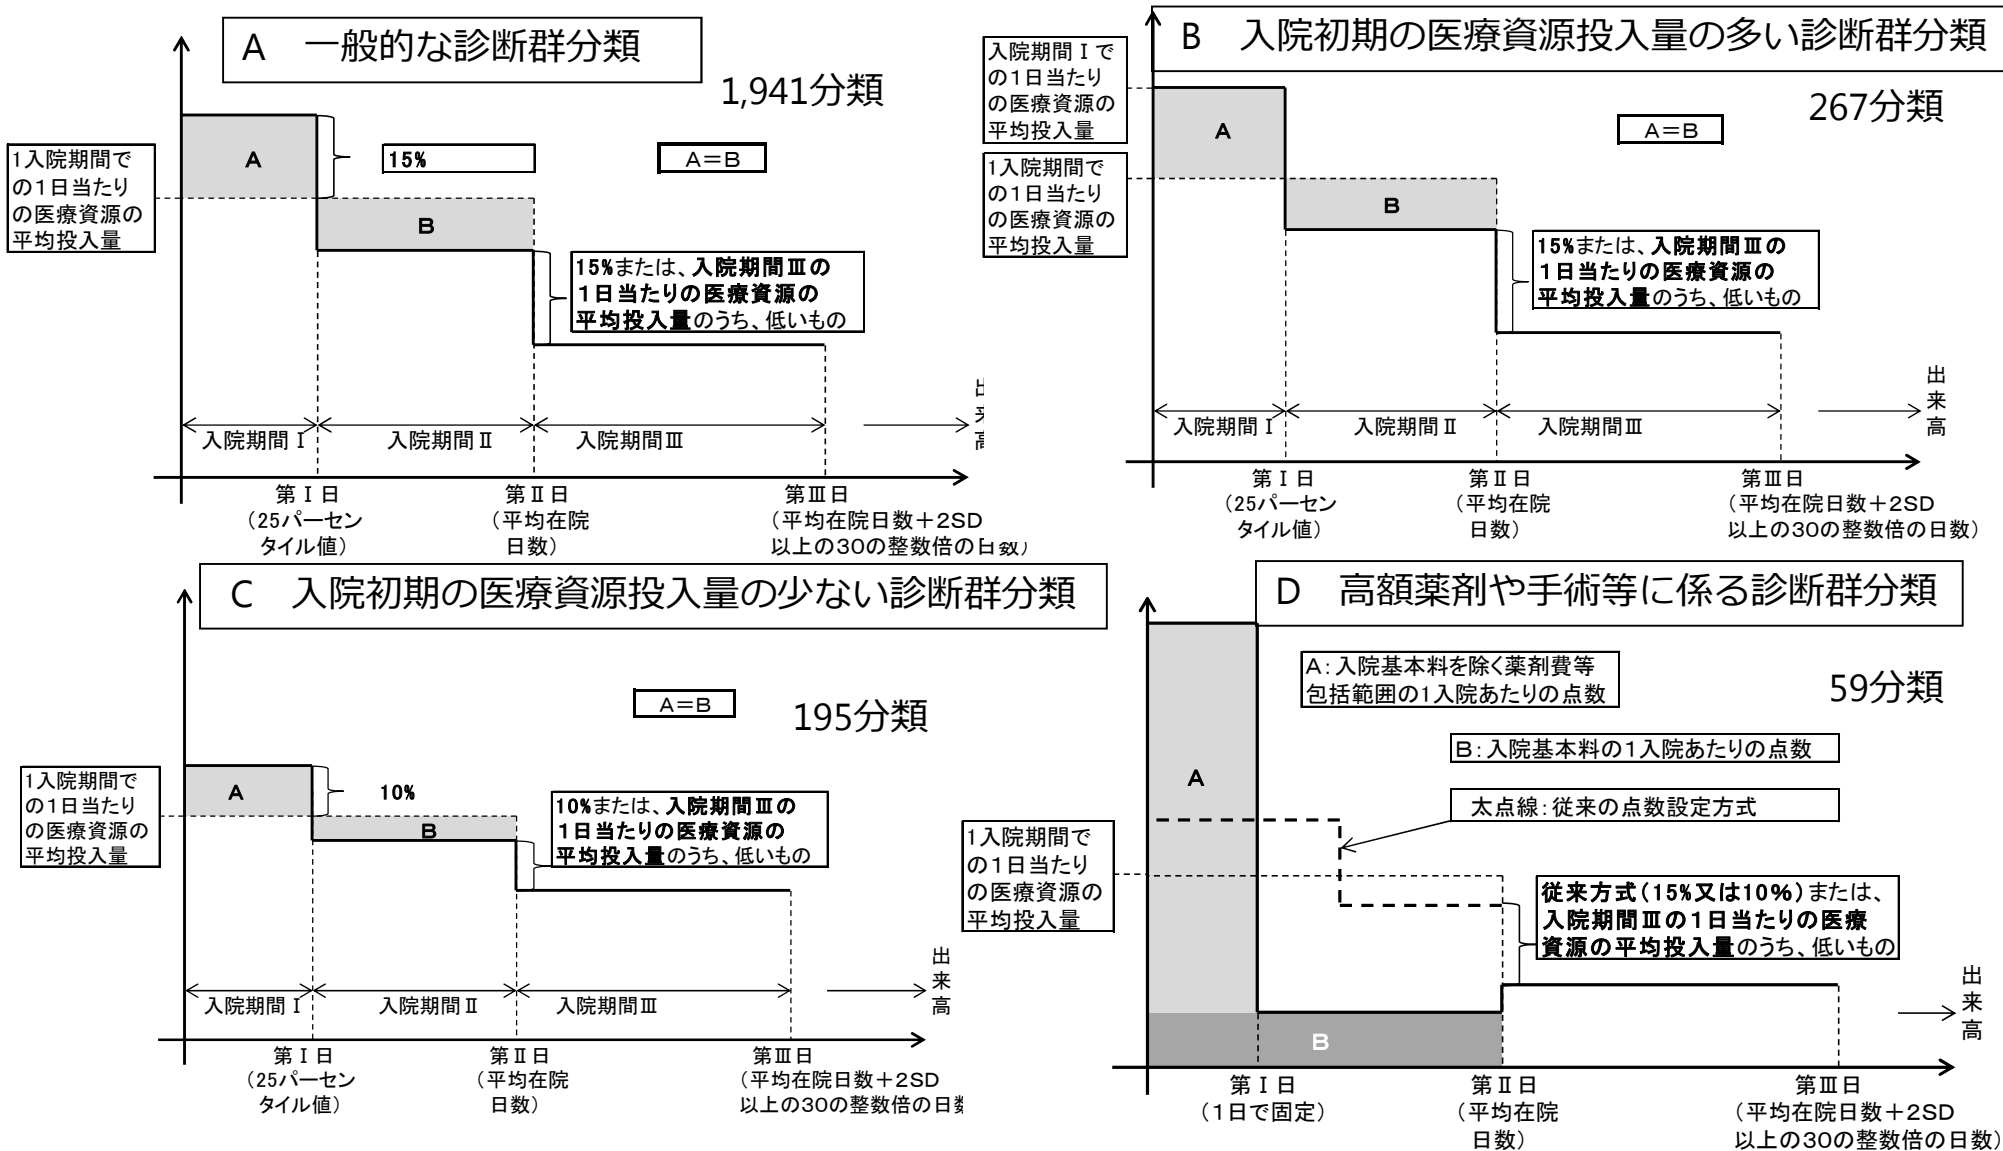 A　一般的な診断群分類
1,941分類
1入院期間で
の1日当たり
の医療資源の
平均投入量
A
15%
A＝B
B
15%または、入院期間Ⅲの
1日当たりの医療資源の
平均投入量のうち、低いもの
出
来
高
入院期間Ⅰ
入院期間Ⅱ
入院期間Ⅲ
第Ⅰ日
（25パーセン
タイル値）
第Ⅱ日
（平均在院
日数）
第Ⅲ日
（平均在院日数＋2SD
以上の30の整数倍の日数）
B　入院初期の医療資源投入量の多い診断群分類
267分類
入院期間Ⅰで
の1日当たり
の医療資源の
平均投入量
1入院期間で
の1日当たり
の医療資源の
平均投入量
A
A＝B
B
15%または、入院期間Ⅲの
1日当たりの医療資源の
平均投入量のうち、低いもの
出
来
高
入院期間Ⅰ
入院期間Ⅱ
入院期間Ⅲ
第Ⅰ日
（25パーセン
タイル値）
第Ⅱ日
（平均在院
日数）
第Ⅲ日
（平均在院日数＋2SD
以上の30の整数倍の日数）
C　入院初期の医療資源投入量の少ない診断群分類
A＝B
195分類
1入院期間で
の1日当たり
の医療資源の
平均投入量
A
10%
B
10%または、入院期間Ⅲの
1日当たりの医療資源の
平均投入量のうち、低いもの
出
来
高
入院期間Ⅰ
入院期間Ⅱ
入院期間Ⅲ
第Ⅰ日
（25パーセン
タイル値）
第Ⅱ日
（平均在院
日数）
第Ⅲ日
（平均在院日数＋2SD
以上の30の整数倍の日数
D　高額薬剤や手術等に係る診断群分類
A：入院基本料を除く薬剤費等
包括範囲の1入院あたりの点数
59分類
B：入院基本料の1入院あたりの点数
太点線：従来の点数設定方式
A
1入院期間で
の1日当たり
の医療資源の
平均投入量
従来方式（15%又は10%）または、
入院期間Ⅲの1日当たりの医療
資源の平均投入量のうち、低いもの
出
来
高
B
第Ⅰ日
（1日で固定）
第Ⅱ日
（平均在院
日数）
第Ⅲ日
（平均在院日数＋2SD
以上の30の整数倍の日数）